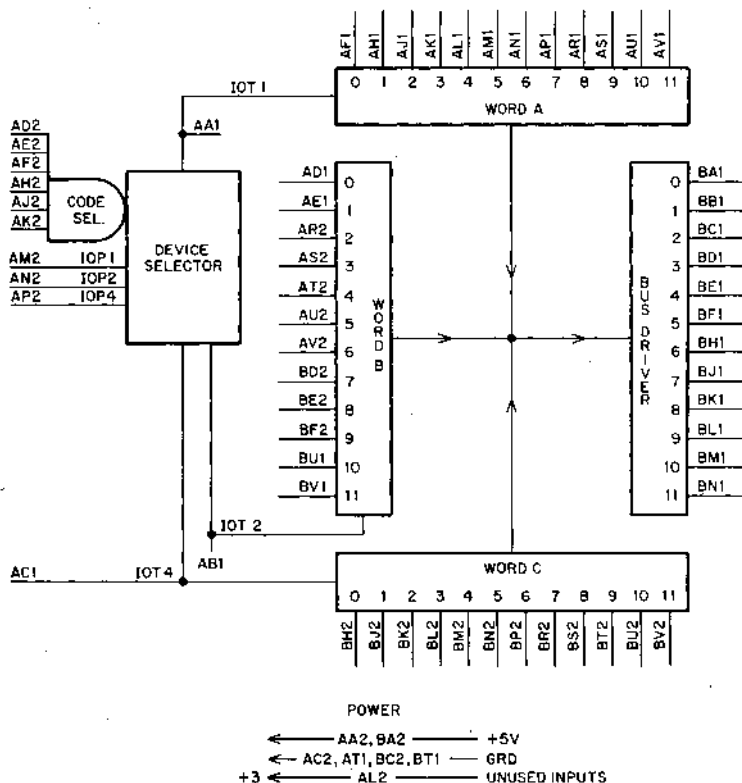 AF1 AH1 AJ1 AK1 AL1 AM1 AN1 AP1 AR1 AS1 AU1 AV1
0 1 2 3 4 5 6 7 8 9 10 11
WORD A
IOT 1
AA1
AD2
AE2
AF2
AH2
AJ2
AK2
CODE
SEL.
DEVICE
SELECTOR
AM2 IOP1
AN2 IOP2
AP2 IOP4
AD1 0
AE1 1
AR2 2
AS2 3
AT2 4
AU2 5
AV2 6
BD2 7
BE2 8
BF2 9
BU1 10
BV1 11
WORD B
BUS DRIVER
0 BA1
1 BB1
2 BC1
3 BD1
4 BE1
5 BF1
6 BH1
7 BJ1
8 BK1
9 BL1
10 BM1
11 BN1
IOT 2
AB1
AC1 IOT 4
WORD C
0 1 2 3 4 5 6 7 8 9 10 11
BH2 BJ2 BK2 BL2 BM2 BN2 BP2 BR2 BS2 BT2 BU2 BV2
POWER
AA2, BA2 +5V
AC2, AT1, BC2, BT1 GRD
+3 AL2 UNUSED INPUTS